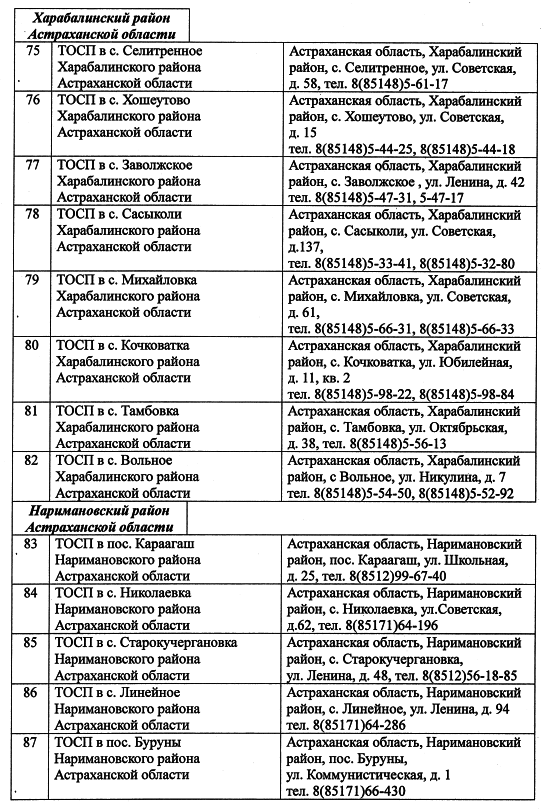 Харабалинский район
Астраханской области
75 ТОСП в с. Селитренное
Харабалинского района
Астраханской области
Астраханская область, Харабалинский
район, с. Селитренное, ул. Советская,
д. 58, тел. 8(85148)5-61-17
76 ТОСП в с. Хошеутово
Харабалинского района
Астраханской области
Астраханская область, Харабалинский
район, с. Хошеутово, ул. Советская,
д. 15
тел. 8(85148)5-44-25, 8(85148)5-44-18
77 ТОСП в с. Заволжское
Харабалинского района
Астраханской области
Астраханская область, Харабалинский
район, с. Заволжское , ул. Ленина, д. 42
тел. 8(85148)5-47-31, 5-47-17
78 ТОСП в с. Сасыколи
Харабалинского района
Астраханской области
Астраханская область, Харабалинский
район, с. Сасыколи, ул. Советская,
д.137,
тел. 8(85148)5-33-41, 8(85148)5-32-80
79 ТОСП в с. Михайловка
Харабалинского района
Астраханской области
Астраханская область, Харабалинский
район, с. Михайловка, ул. Советская,
д. 61,
тел. 8(85148)5-66-31, 8(85148)5-66-33
80 ТОСП в с. Кочковатка
Харабалинского района
Астраханской области
Астраханская область, Харабалинский
район, с. Кочковатка, ул. Юбилейная,
д. 11, кв. 2
тел. 8(85148)5-98-22, 8(85148)5-98-84
81 ТОСП в с. Тамбовка
Харабалинского района
Астраханской области
Астраханская область, Харабалинский
район, с. Тамбовка, ул. Октябрьская,
д. 38, тел. 8(85148)5-56-13
82 ТОСП в с. Вольное
Харабалинского района
Астраханской области
Астраханская область, Харабалинский
район, с Вольное, ул. Никулина, д. 7
тел. 8(85148)5-54-50, 8(85148)5-52-92
Наримановский район
Астраханской области
83 ТОСП в пос. Караагаш
Наримановского района
Астраханской области
Астраханская область, Наримановский
район, пос. Караагаш, ул. Школьная,
д. 25, тел. 8(8512)99-67-40
84 ТОСП в с. Николаевка
Наримановского района
Астраханской области
Астраханская область, Наримановский
район, с. Николаевка, ул.Советская,
д.62, тел. 8(85171)64-196
85 ТОСП в с. Старокучергановка
Наримановского района
Астраханской области
Астраханская область, Наримановский
район, с. Старокучергановка,
ул. Ленина, д. 48, тел. 8(8512)56-18-85
86 ТОСП в с. Линейное
Наримановского района
Астраханской области
Астраханская область, Наримановский
район, с. Линейное, ул. Ленина, д. 94
тел. 8(85171)64-286
87 ТОСП в пос. Буруны
Наримановского района
Астраханской области
Астраханская область, Наримановский
район, пос. Буруны,
ул. Коммунистическая, д. 1
тел. 8(85171)66-430